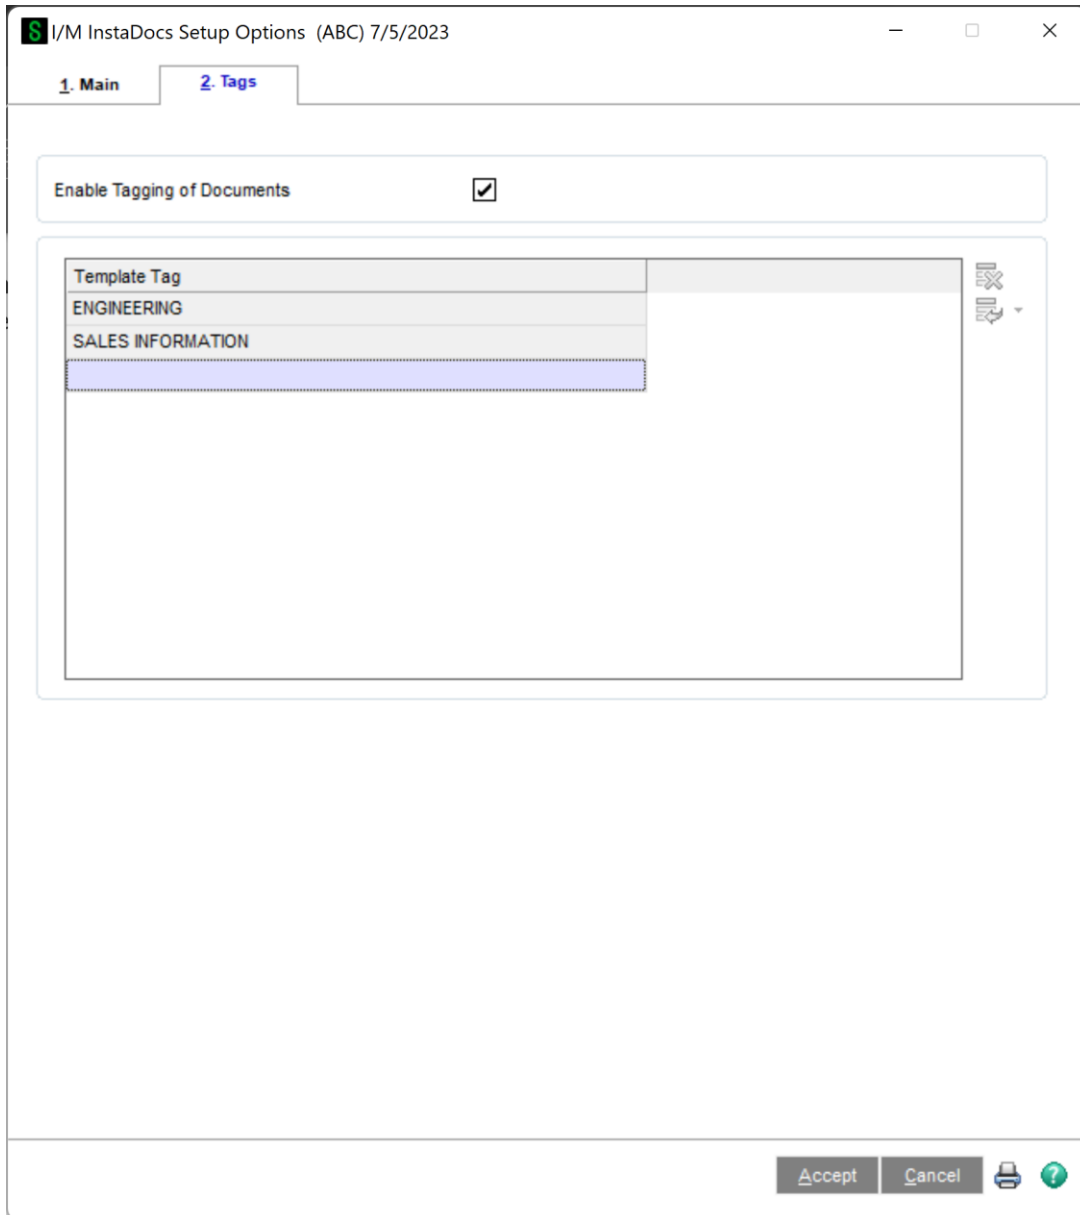 S I/M InstaDocs Setup Options (ABC) 7/5/2023
1. Main 2. Tags
Enable Tagging of Documents
Template Tag
ENGINEERING
SALES INFORMATION
Accept Cancel ?